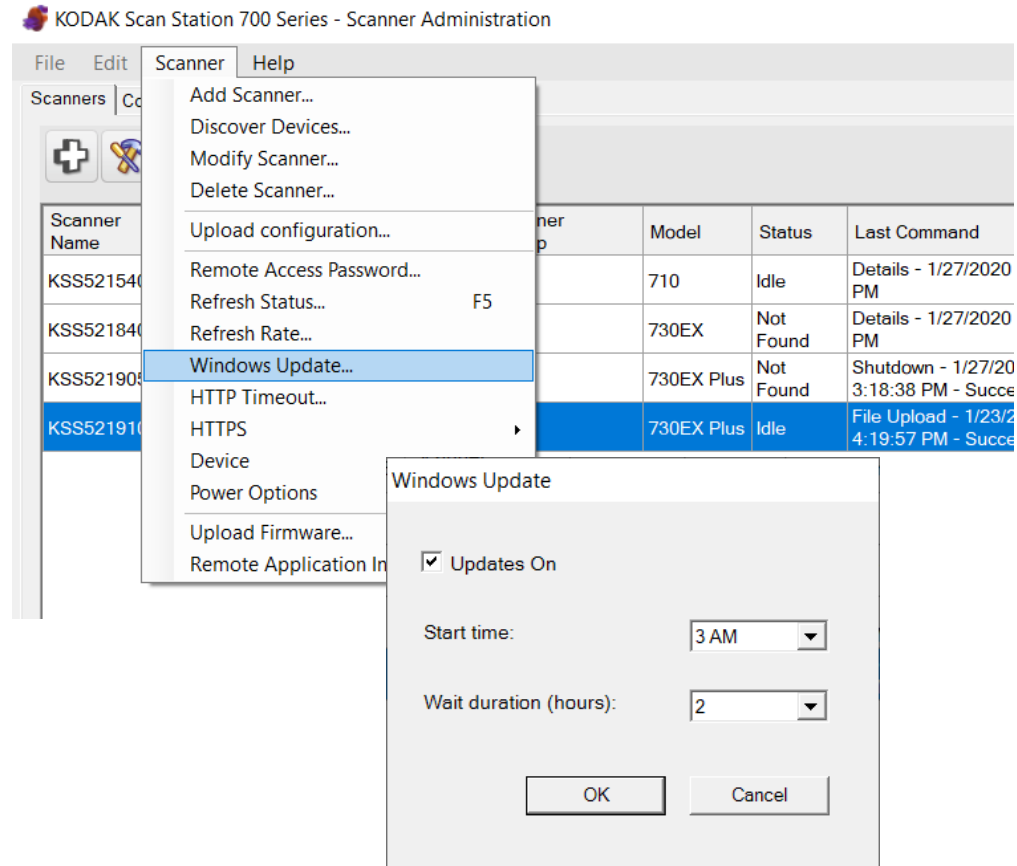 KODAK Scan Station 700 Series - Scanner Administration
File Edit Scanner Help
Scanners
Add Scanner...
Discover Devices...
Modify Scanner...
Delete Scanner...
Upload configuration...
Remote Access Password...
Refresh Status... F5
Refresh Rate...
Windows Update...
HTTP Timeout...
HTTPS
Device
Power Options
Upload Firmware...
Remote Application
Scanner Name Model Status Last Command
710 Idle Details - 1/27/2020
PM
730EX Not Found Details - 1/27/2020
PM
730EX Plus Not Found Shutdown - 1/27/20
3:18:38 PM - Succe
730EX Plus Idle File Upload - 1/23/2
4:19:57 PM - Succe
Windows Update
Updates On
Start time: 3 AM
Wait duration (hours): 2
OK Cancel